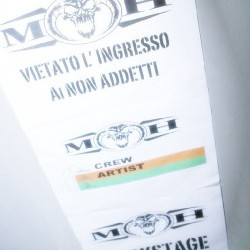 M H
VIETATO L'INGRESSO
Ai NON ADDETTI
M H
CREW
ARTIST
M H